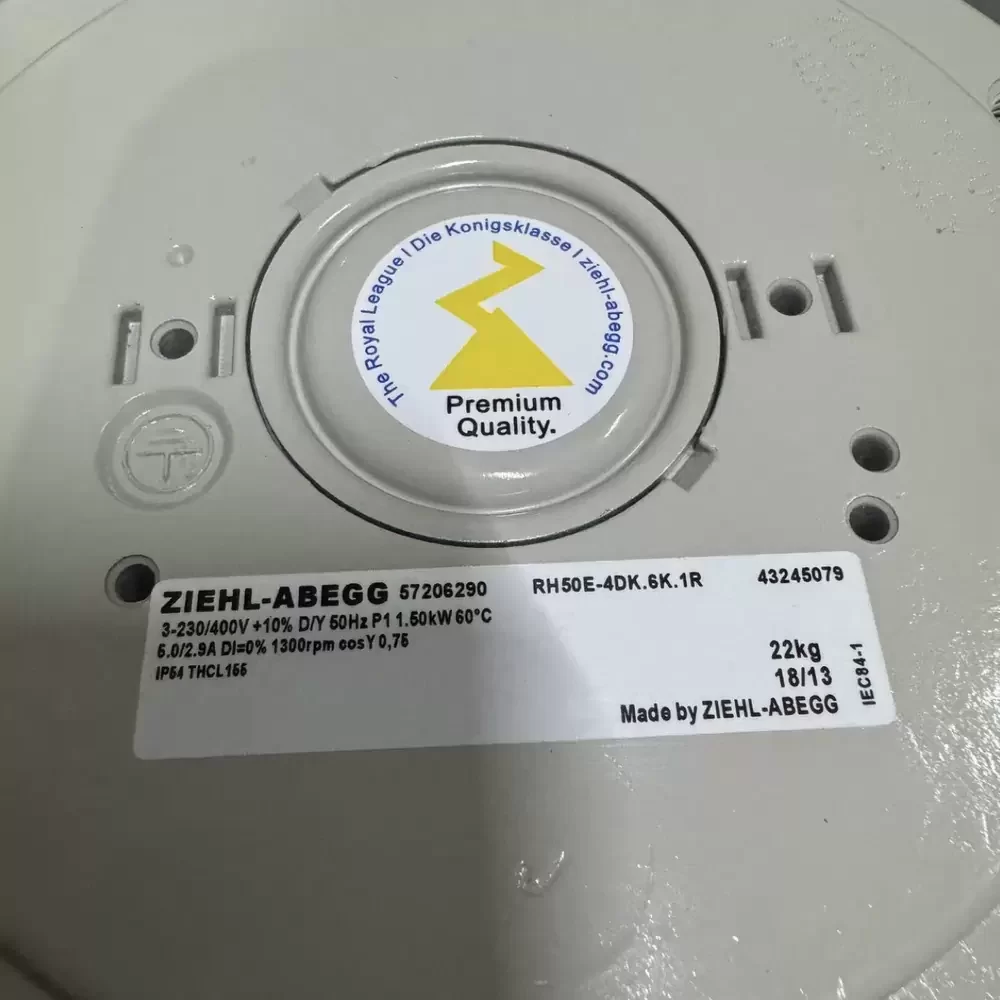 The Royal League | Die Konigsklasse | ziehl-abegg.com
Premium
Quality.
ZIEHL-ABEGG 57206290 RH50E-4DK.6K.1R 43245079
3-230/400V +10% D/Y 50Hz P1 1.50kW 60°C
5.0/2.9A DI=0% 1300rpm cosY 0,75
IP54 THCL155
22kg
18/13
Made by ZIEHL-ABEGG
IEC84-1